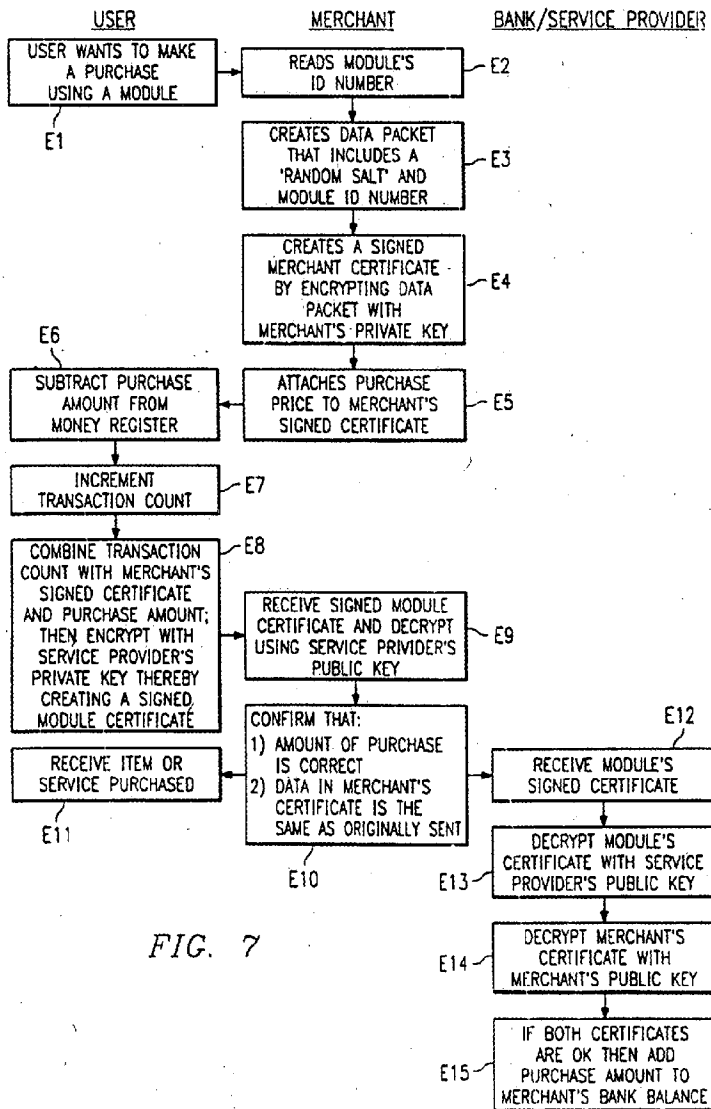 USER
MERCHANT
BANK/SERVICE PROVIDER
USER WANTS TO MAKE
A PURCHASE
USING A MODULE
E1
READS MODULE'S
ID NUMBER
E2
CREATES DATA PACKET
THAT INCLUDES A
'RANDOM SALT' AND
MODULE ID NUMBER
E3
CREATES A SIGNED
MERCHANT CERTIFICATE
BY ENCRYPTING DATA
PACKET WITH
MERCHANT'S PRIVATE KEY
E4
ATTACHES PURCHASE
PRICE TO MERCHANT'S
SIGNED CERTIFICATE
E5
E6
SUBTRACT PURCHASE
AMOUNT FROM
MONEY REGISTER
INCREMENT
TRANSACTION COUNT
E7
COMBINE TRANSACTION
COUNT WITH MERCHANT'S
SIGNED CERTIFICATE
AND PURCHASE AMOUNT;
THEN ENCRYPT WITH
SERVICE PROVIDER'S
PRIVATE KEY THEREBY
CREATING A SIGNED
MODULE CERTIFICATE
E8
RECEIVE SIGNED MODULE
CERTIFICATE AND DECRYPT
USING SERVICE PROVIDER'S
PUBLIC KEY
E9
CONFIRM THAT:
1) AMOUNT OF PURCHASE
IS CORRECT
2) DATA IN MERCHANT'S
CERTIFICATE IS THE
SAME AS ORIGINALLY SENT
E10
RECEIVE ITEM OR
SERVICE PURCHASED
E11
E12
RECEIVE MODULE'S
SIGNED CERTIFICATE
DECRYPT MODULE'S
CERTIFICATE WITH SERVICE
PROVIDER'S PUBLIC KEY
E13
DECRYPT MERCHANT'S
CERTIFICATE WITH
MERCHANT'S PUBLIC KEY
E14
IF BOTH CERTIFICATES
ARE OK THEN ADD
PURCHASE AMOUNT TO
MERCHANT'S BANK BALANCE
E15
FIG. 7